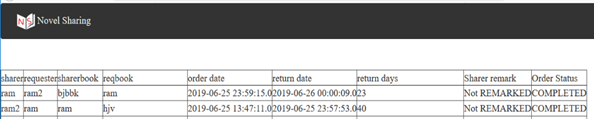 NS Novel Sharing
sharer requester sharerbook reqbook order date return date return days Sharer remark Order Status
ram ram2 bjbbk ram 2019-06-25 23:59:15.0 2019-06-26 00:00:09.0 23 Not REMARKED COMPLETED
ram2 ram ram hjv 2019-06-25 13:47:11.0 2019-06-25 23:57:53.0 40 Not REMARKED COMPLETED